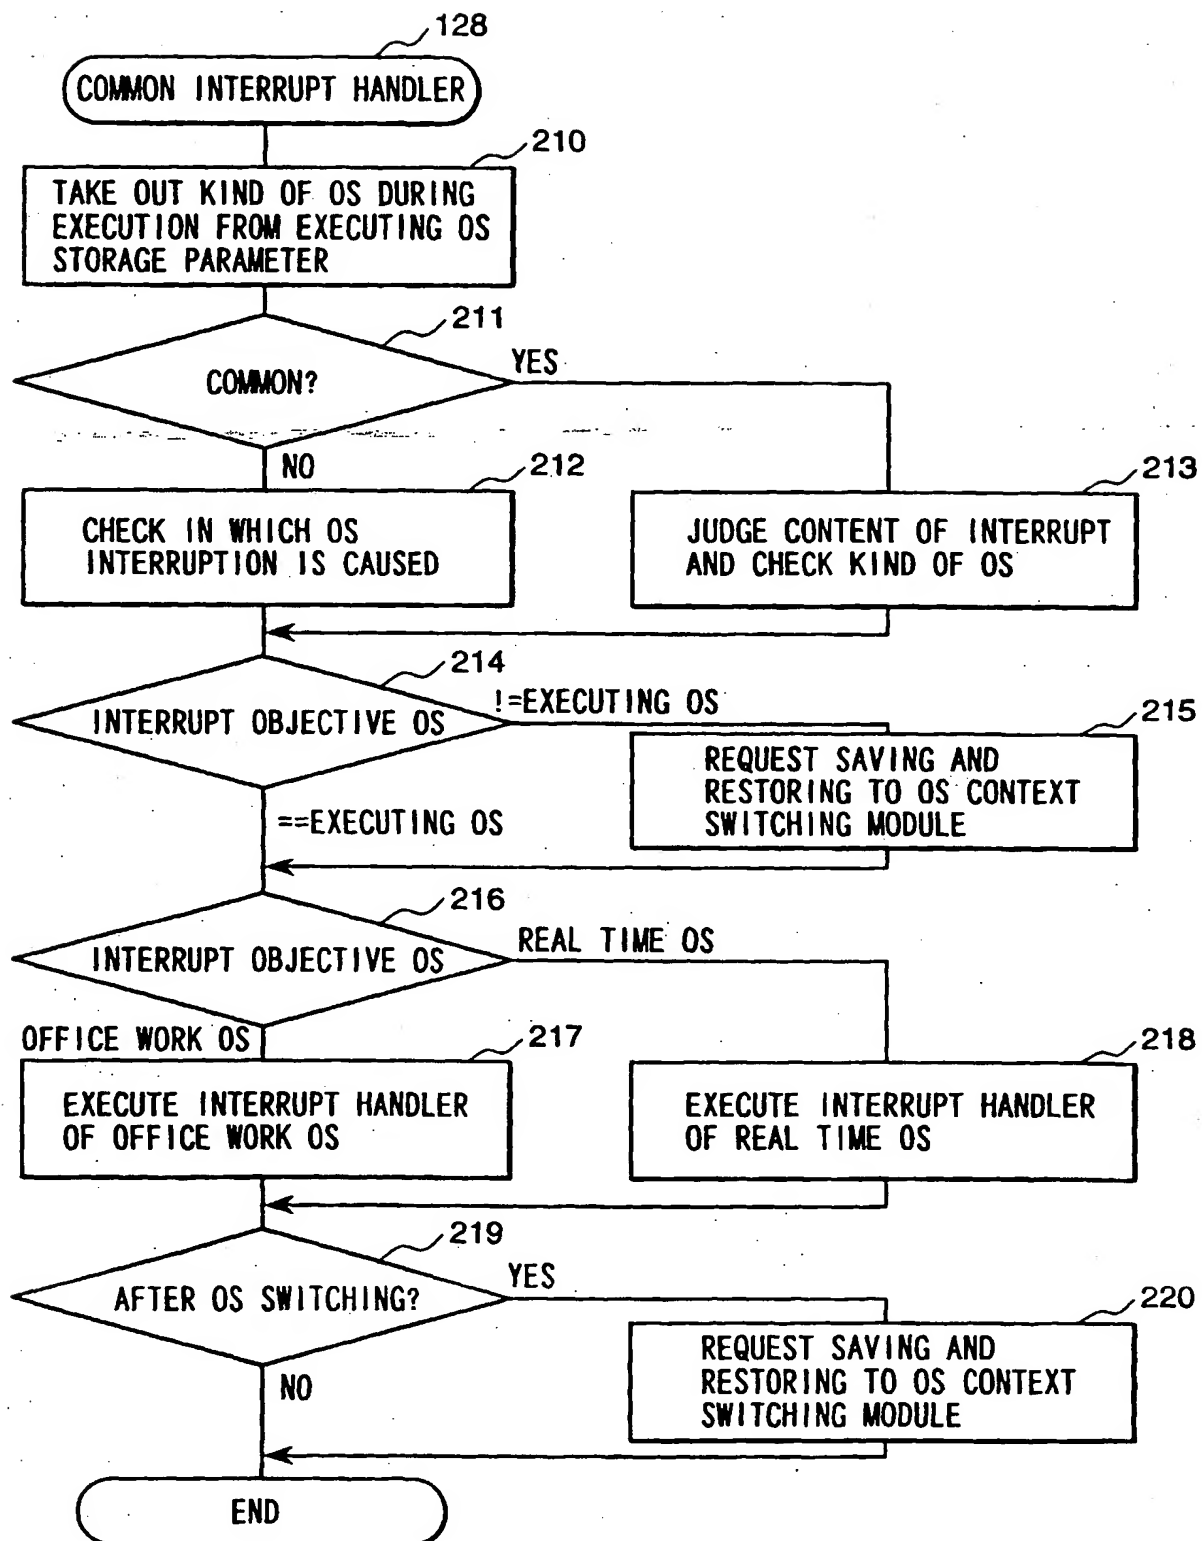 128
COMMON INTERRUPT HANDLER
210
TAKE OUT KIND OF OS DURING
EXECUTION FROM EXECUTING OS
STORAGE PARAMETER
211
COMMON?
YES
NO
212
CHECK IN WHICH OS
INTERRUPTION IS CAUSED
213
JUDGE CONTENT OF INTERRUPT
AND CHECK KIND OF OS
214
INTERRUPT OBJECTIVE OS
!=EXECUTING OS
==EXECUTING OS
215
REQUEST SAVING AND
RESTORING TO OS CONTEXT
SWITCHING MODULE
216
INTERRUPT OBJECTIVE OS
REAL TIME OS
OFFICE WORK OS
217
EXECUTE INTERRUPT HANDLER
OF OFFICE WORK OS
218
EXECUTE INTERRUPT HANDLER
OF REAL TIME OS
219
AFTER OS SWITCHING?
YES
NO
220
REQUEST SAVING AND
RESTORING TO OS CONTEXT
SWITCHING MODULE
END